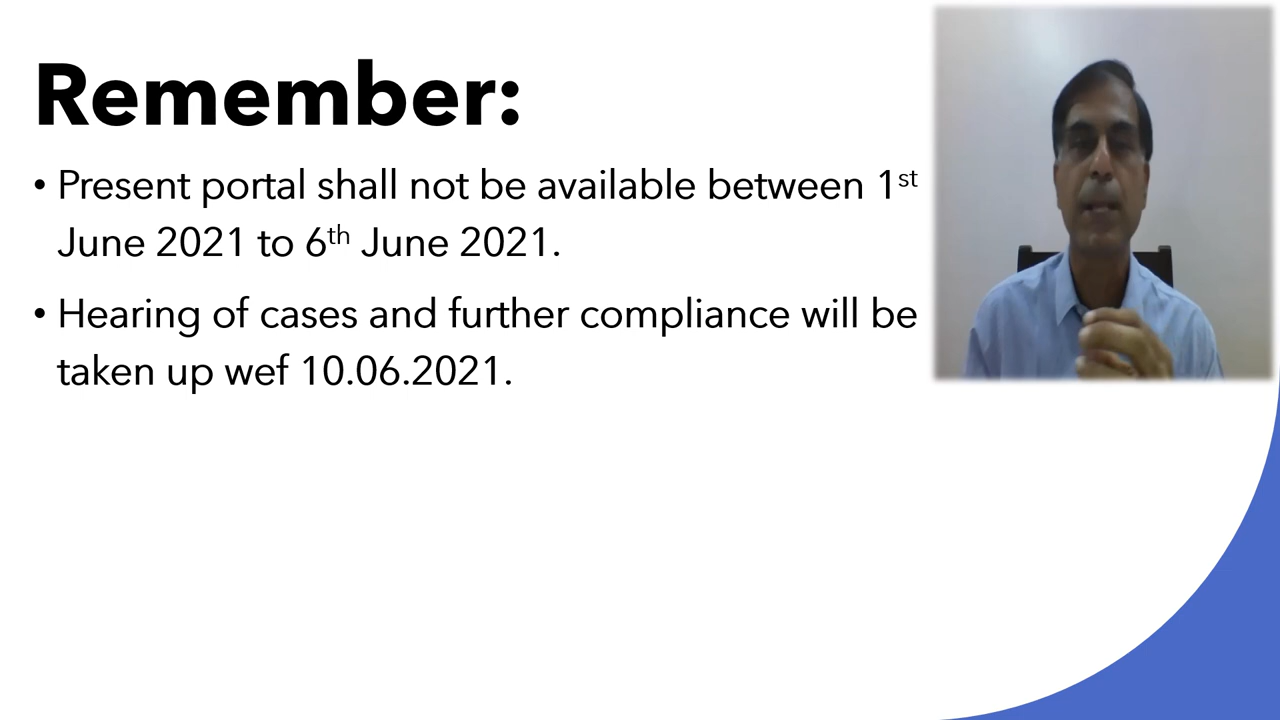 Remember:
• Present portal shall not be available between 1st
June 2021 to 6th June 2021.
• Hearing of cases and further compliance will be
taken up wef 10.06.2021.